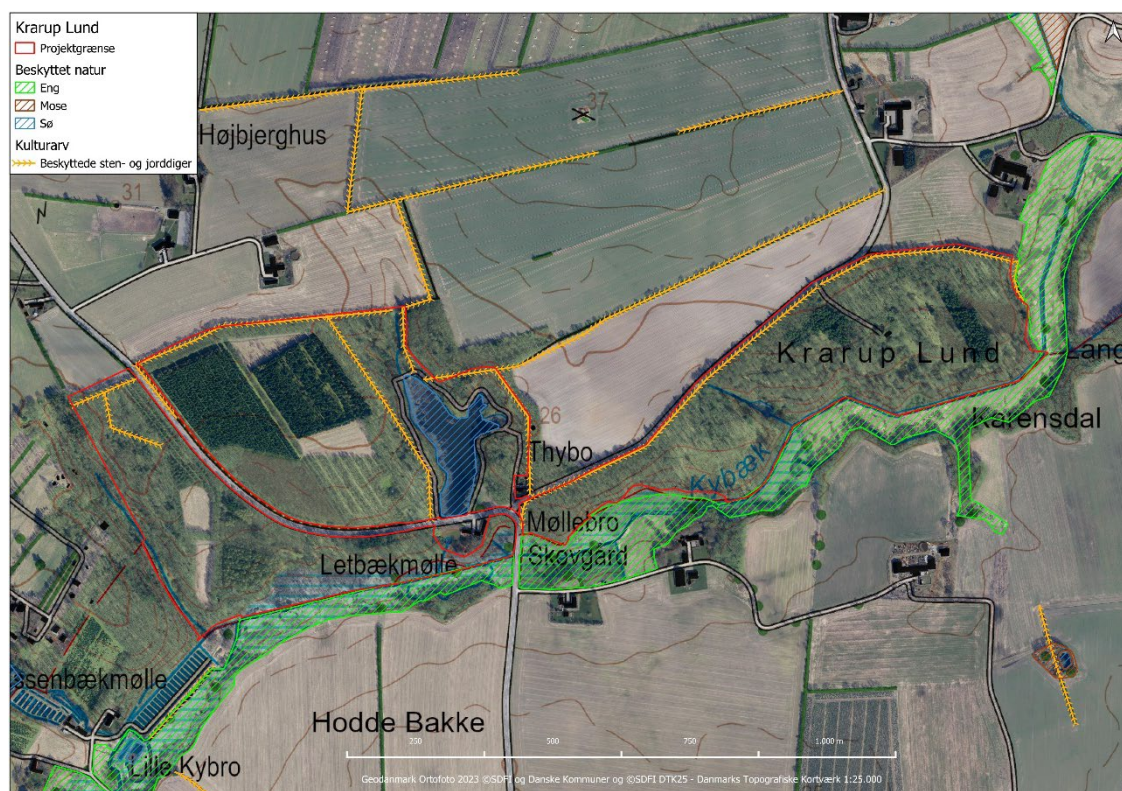 Krarup Lund
Projektgrænse
Beskyttet natur
Eng
Mose
Sø
Kulturarv
Beskyttede sten- og jorddiger
37
Højbjerghus
31
Krarup Lund
Lang
26
Karensdal
Thybo
Kybæk
Møllebro
Skovgård
Letbækmølle
senbækmølle
Hodde Bakke
Lille Kybro
250
500
750
1.000 m
Geodanmark Ortofoto 2023 ©SDFI og Danske Kommuner og ©SDFI DTK25 - Danmarks Topografiske Kortværk 1:25.000